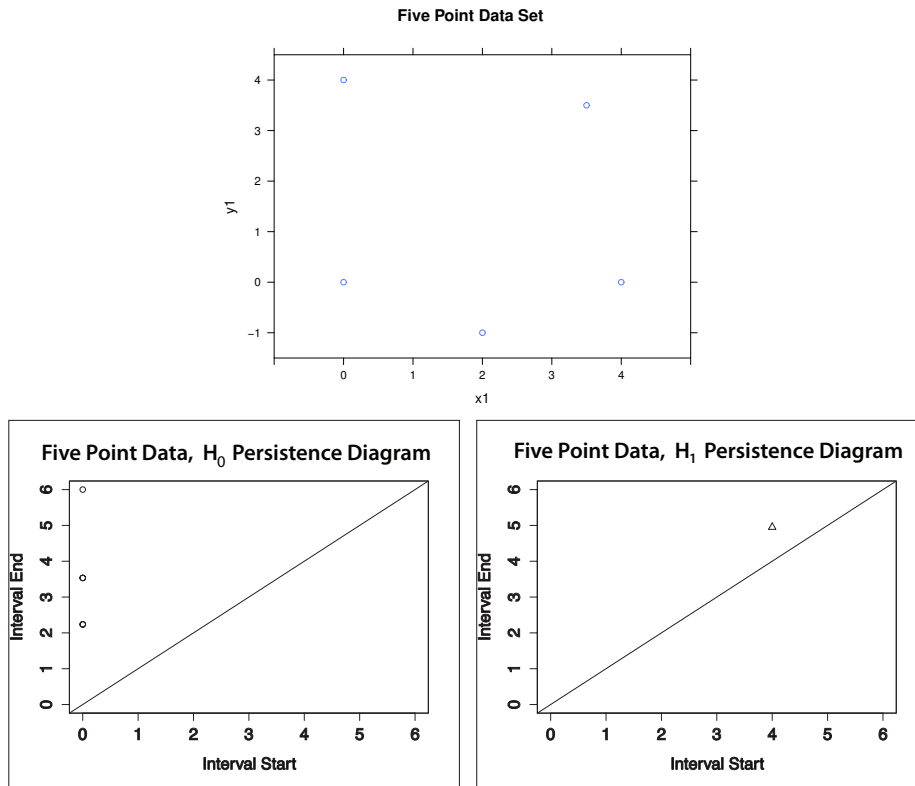 Five Point Data Set
4
3
2
1
0
−1
y1
0 1 2 3 4
x1
Five Point Data, H0 Persistence Diagram
6
5
4
3
2
1
0
Interval End
0 1 2 3 4 5 6
Interval Start
Five Point Data, H1 Persistence Diagram
6
5
4
3
2
1
0
Interval End
0 1 2 3 4 5 6
Interval Start